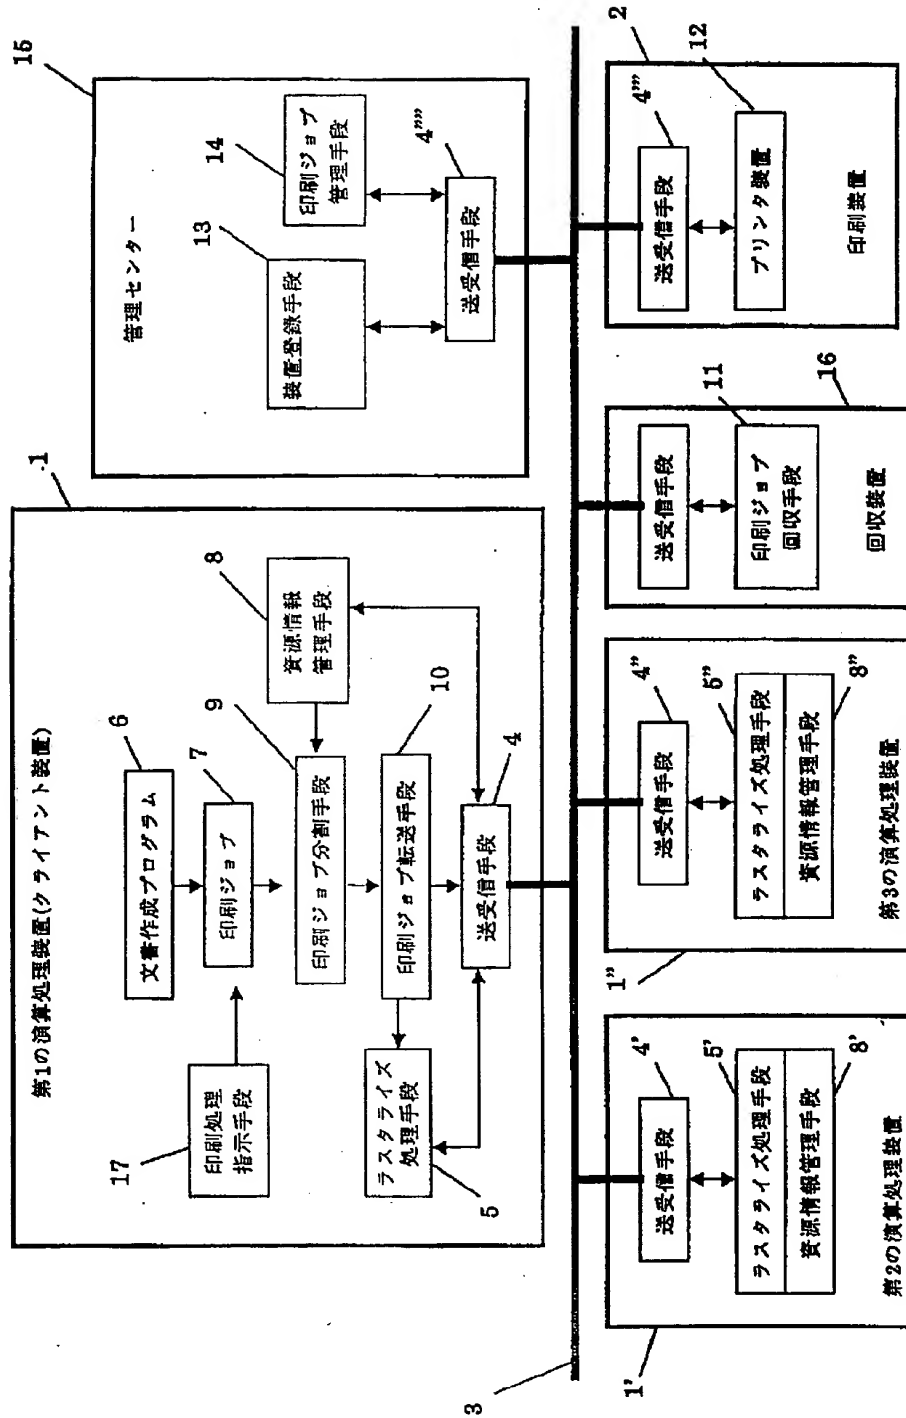 第1の演算処理装置(クライアント装置)
1
文書作成プログラム
6
印刷ジョブ
7
印刷処理
指示手段
17
資源情報
管理手段
8
印刷ジョブ分割手段
9
印刷ジョブ転送手段
10
ラスタライズ
処理手段
5
送受信手段
4
管理センター
15
装置登録手段
13
印刷ジョブ
管理手段
14
送受信手段
4''''
3
送受信手段
4'
ラスタライズ処理手段
5'
資源情報管理手段
8'
第2の演算処理装置
1'
送受信手段
4''
ラスタライズ処理手段
5''
資源情報管理手段
8''
第3の演算処理装置
1''
送受信手段
印刷ジョブ
回収手段
11
回収装置
16
送受信手段
4'''
プリンタ装置
12
印刷装置
2